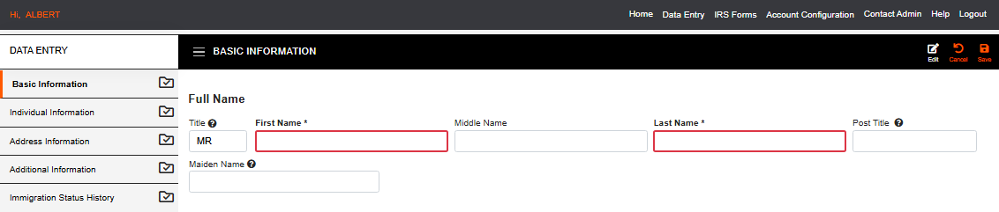 Hi, ALBERT
Home Data Entry IRS Forms Account Configuration Contact Admin Help Logout
DATA ENTRY
BASIC INFORMATION
Edit Cancel Save
Basic Information
Individual Information
Address Information
Additional Information
Immigration Status History
Full Name
Title First Name * Middle Name Last Name * Post Title
MR
Maiden Name